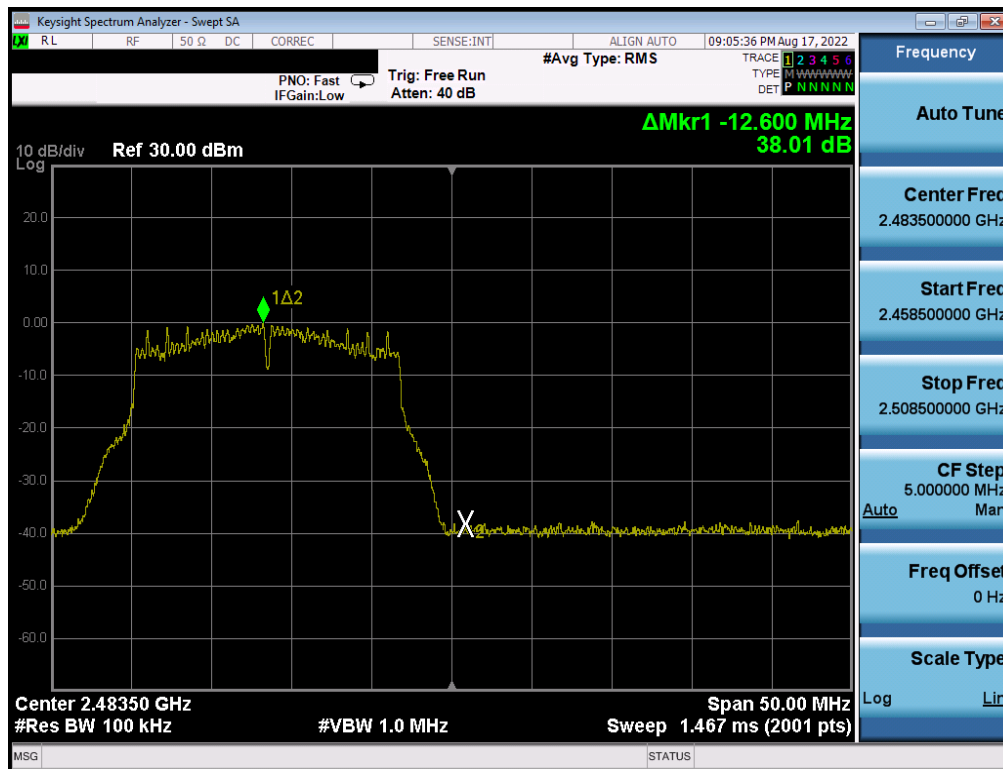 Keysight Spectrum Analyzer - Swept SA
LXI RL RF 50 Ω DC CORREC SENSE:INT ALIGN AUTO 09:05:36 PM Aug 17, 2022
#Avg Type: RMS
TRACE 1 2 3 4 5 6
PNO: Fast Trig: Free Run
TYPE M W W W W W
IFGain:Low Atten: 40 dB
DET P N N N N N
ΔMkr1 -12.600 MHz
38.01 dB
10 dB/div Ref 30.00 dBm
Log
20.0
10.0
1Δ2
0.00
-10.0
-20.0
-30.0
-40.0
X2
-50.0
-60.0
Center 2.48350 GHz Span 50.00 MHz
#Res BW 100 kHz #VBW 1.0 MHz Sweep 1.467 ms (2001 pts)
MSG STATUS
Frequency
Auto Tune
Center Freq
2.483500000 GHz
Start Freq
2.458500000 GHz
Stop Freq
2.508500000 GHz
CF Step
5.000000 MHz
Auto Man
Freq Offset
0 Hz
Scale Type
Log Lin